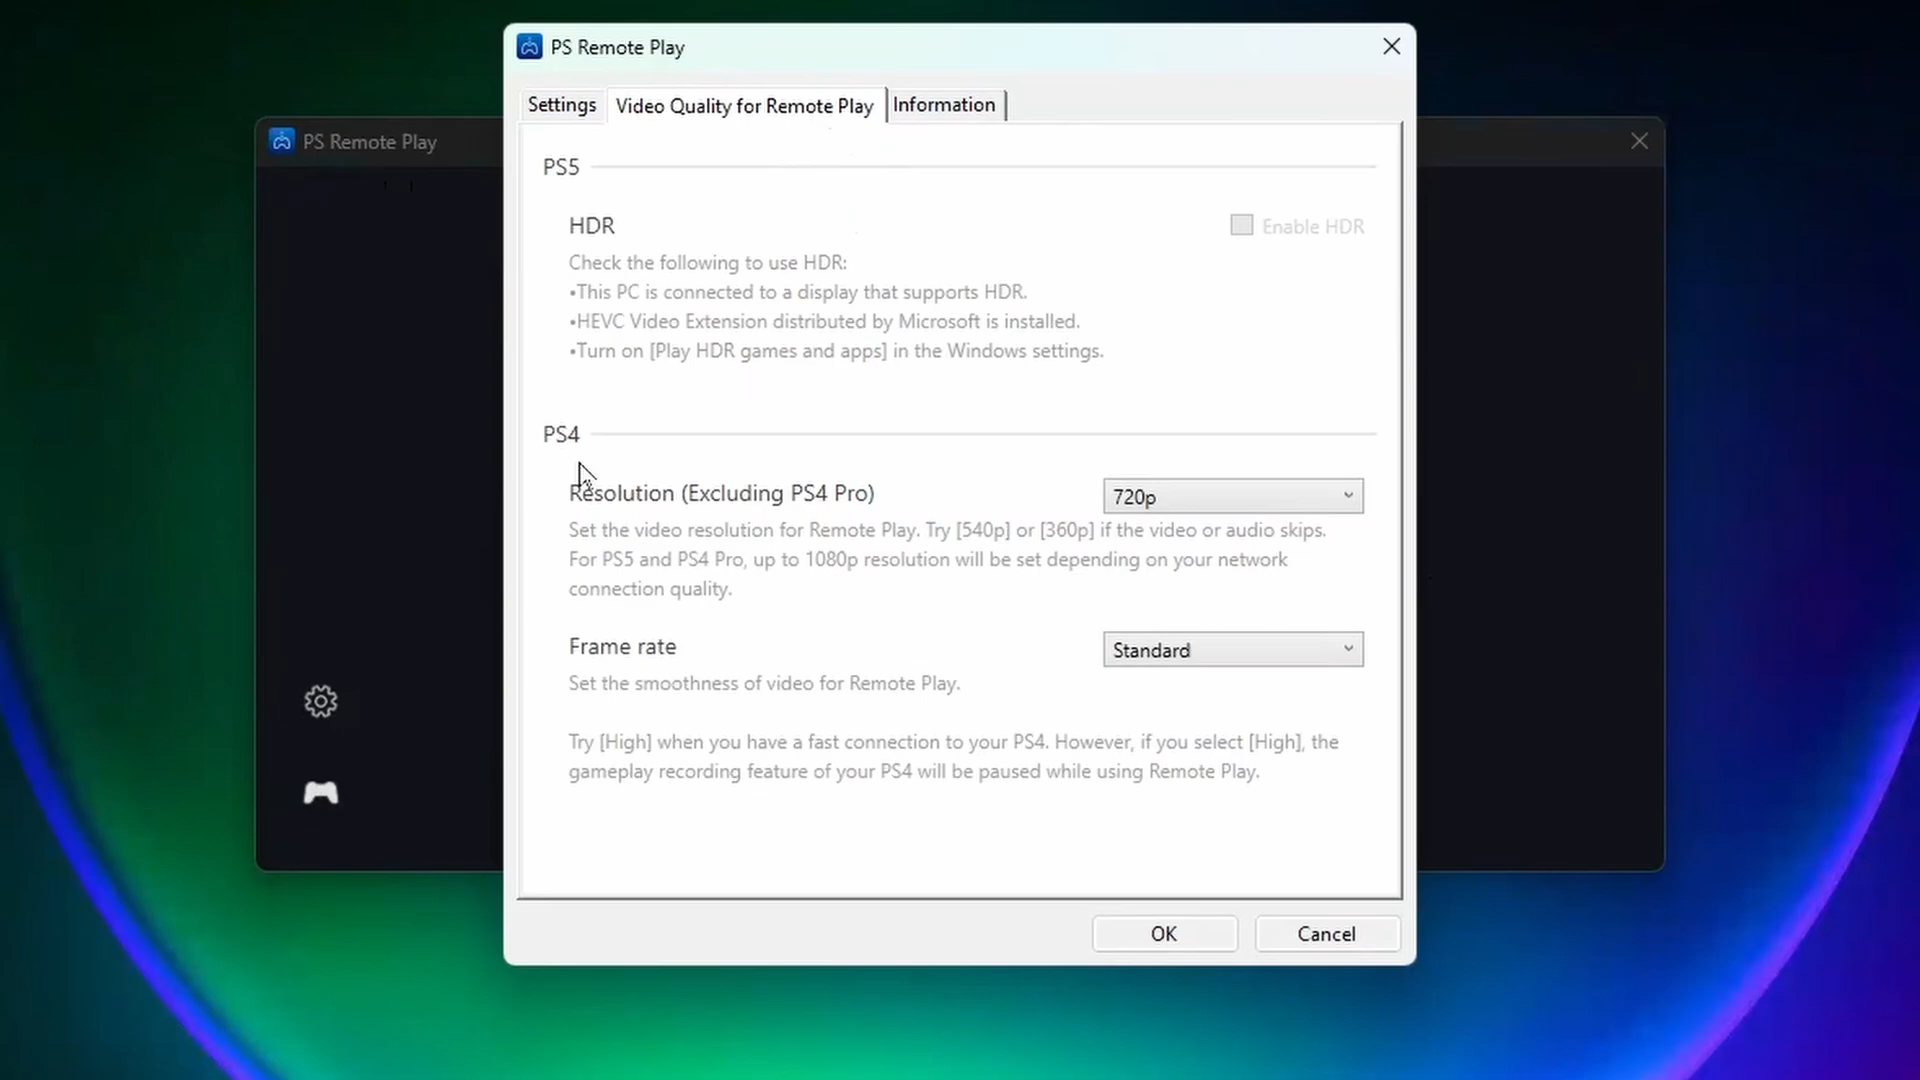 PS Remote Play
PS Remote Play
Settings
Video Quality for Remote Play
Information
PS5
HDR
Enable HDR
Check the following to use HDR:
•This PC is connected to a display that supports HDR.
•HEVC Video Extension distributed by Microsoft is installed.
•Turn on [Play HDR games and apps] in the Windows settings.
PS4
Resolution (Excluding PS4 Pro)
720p
Set the video resolution for Remote Play. Try [540p] or [360p] if the video or audio skips.
For PS5 and PS4 Pro, up to 1080p resolution will be set depending on your network
connection quality.
Frame rate
Standard
Set the smoothness of video for Remote Play.
Try [High] when you have a fast connection to your PS4. However, if you select [High], the
gameplay recording feature of your PS4 will be paused while using Remote Play.
OK
Cancel